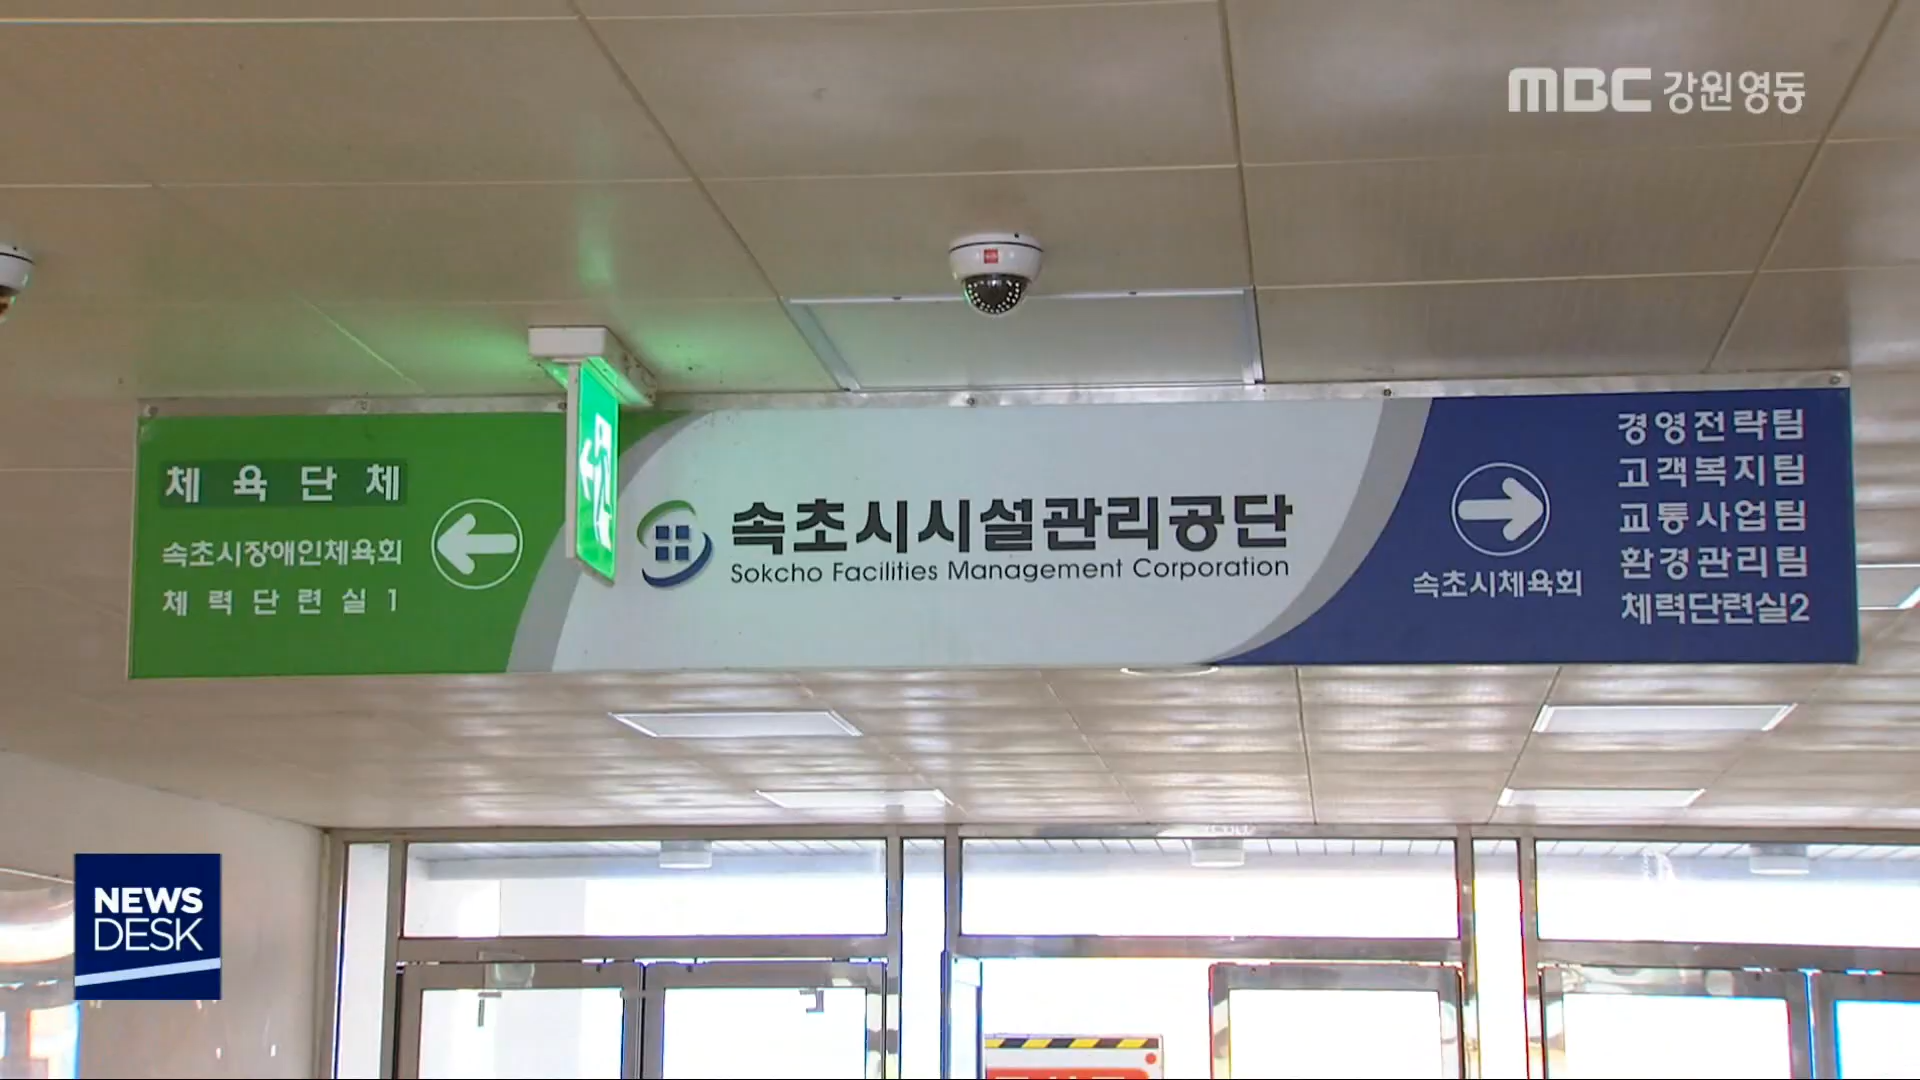 MBC 강원영동
체육단체
속초시장애인체육회
체력단련실1
속초시시설관리공단
Sokcho Facilities Management Corporation
속초시체육회
경영전략팀
고객복지팀
교통사업팀
환경관리팀
체력단련실2
NEWS
DESK